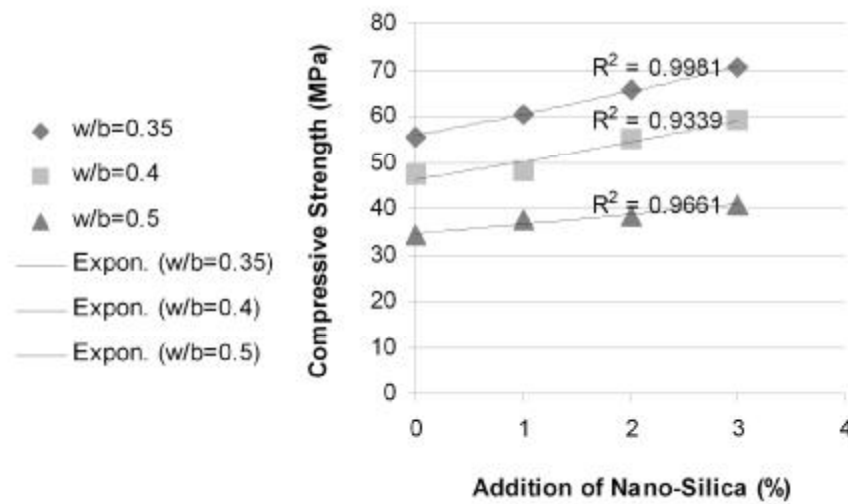 w/b=0.35
w/b=0.4
w/b=0.5
Expon. (w/b=0.35)
Expon. (w/b=0.4)
Expon. (w/b=0.5)
Compressive Strength (MPa)
80
70
60
50
40
30
20
10
0
R² = 0.9981
R² = 0.9339
R² = 0.9661
0 1 2 3 4
Addition of Nano-Silica (%)